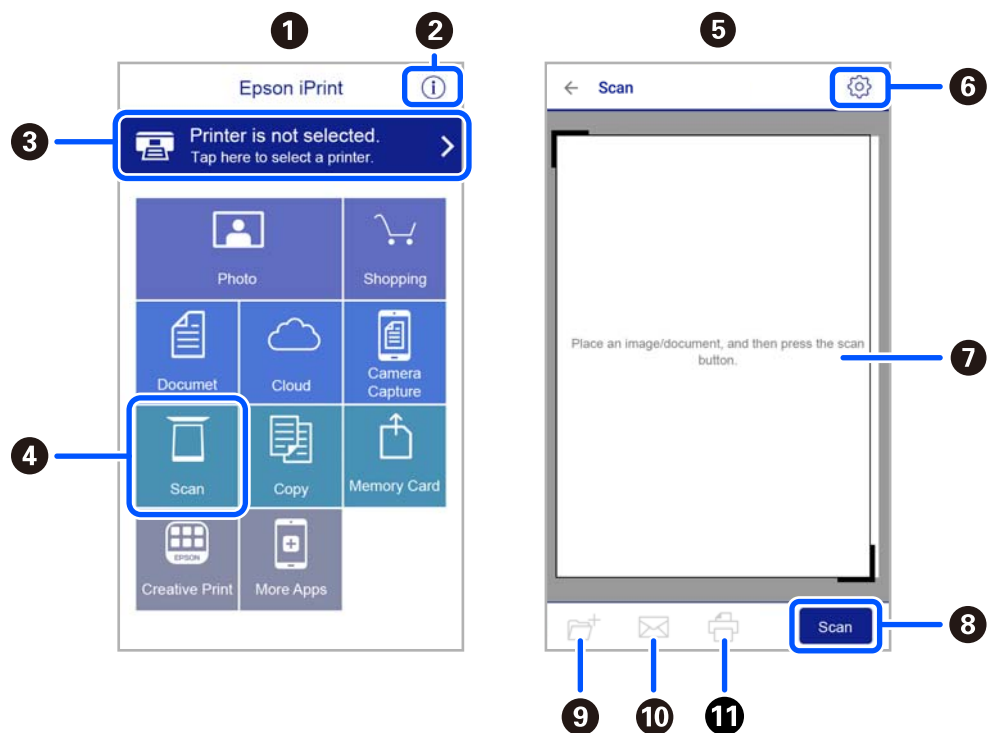 1
2
Epson iPrint
3
Printer is not selected.
Tap here to select a printer.
Photo
Shopping
Documet
Cloud
Camera
Capture
4
Scan
Copy
Memory Card
EPSON
Creative Print
More Apps
5
Scan
6
Place an image/document, and then press the scan
button.
7
Scan
8
9
10
11